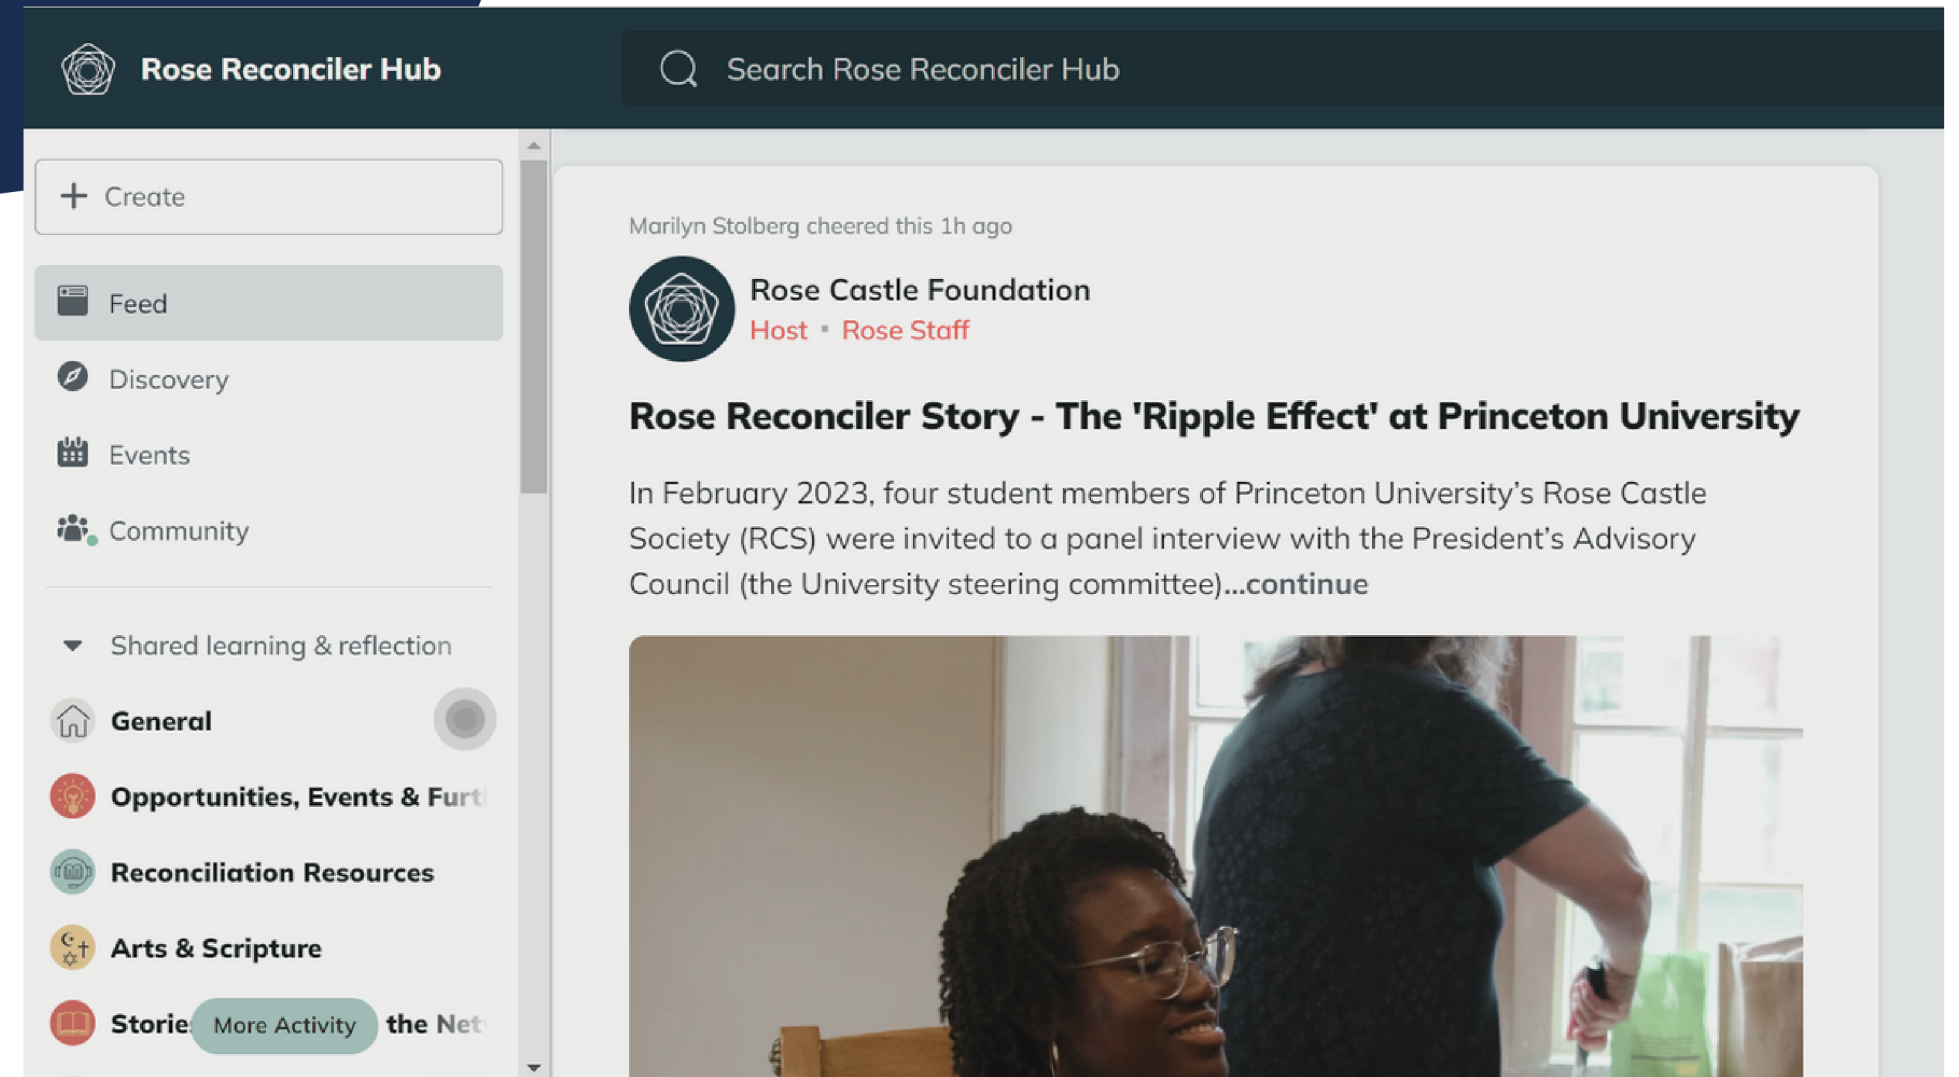 Rose Reconciler Hub
Search Rose Reconciler Hub
Create
Feed
Discovery
Events
Community
Shared learning & reflection
General
Opportunities, Events &
Reconciliation Resources
Arts & Scripture
More Activity
the
Marilyn Stolberg cheered this 1h ago
Rose Castle Foundation
Host ▪ Rose Staff
Rose Reconciler Story - The 'Ripple Effect' at Princeton University
In February 2023, four student members of Princeton University’s Rose Castle
Society (RCS) were invited to a panel interview with the President’s Advisory
Council (the University steering committee)...continue